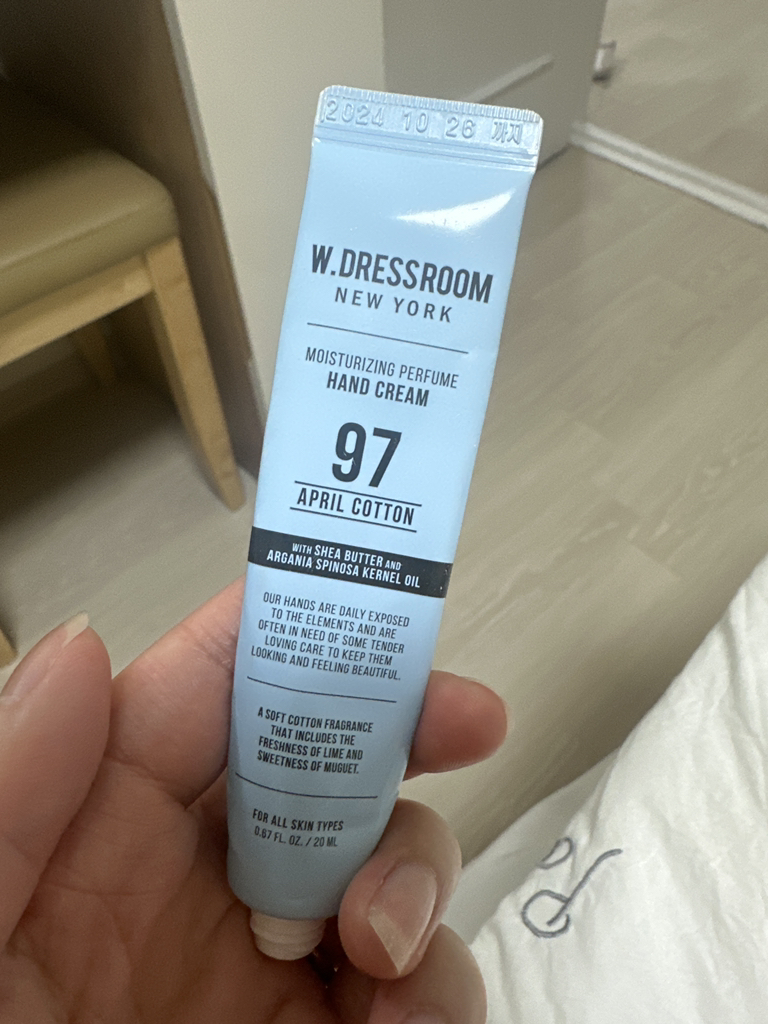 2024 10 26 까지
W.DRESSROOM
NEW YORK
MOISTURIZING PERFUME
HAND CREAM
97
APRIL COTTON
WITH SHEA BUTTER AND
ARGANIA SPINOSA KERNEL OIL
OUR HANDS ARE DAILY EXPOSED
TO THE ELEMENTS AND ARE
OFTEN IN NEED OF SOME TENDER
LOVING CARE TO KEEP THEM
LOOKING AND FEELING BEAUTIFUL.
A SOFT COTTON FRAGRANCE
THAT INCLUDES THE
FRESHNESS OF LIME AND
SWEETNESS OF MUGUET.
FOR ALL SKIN TYPES
0.67 FL. OZ. / 20 ML